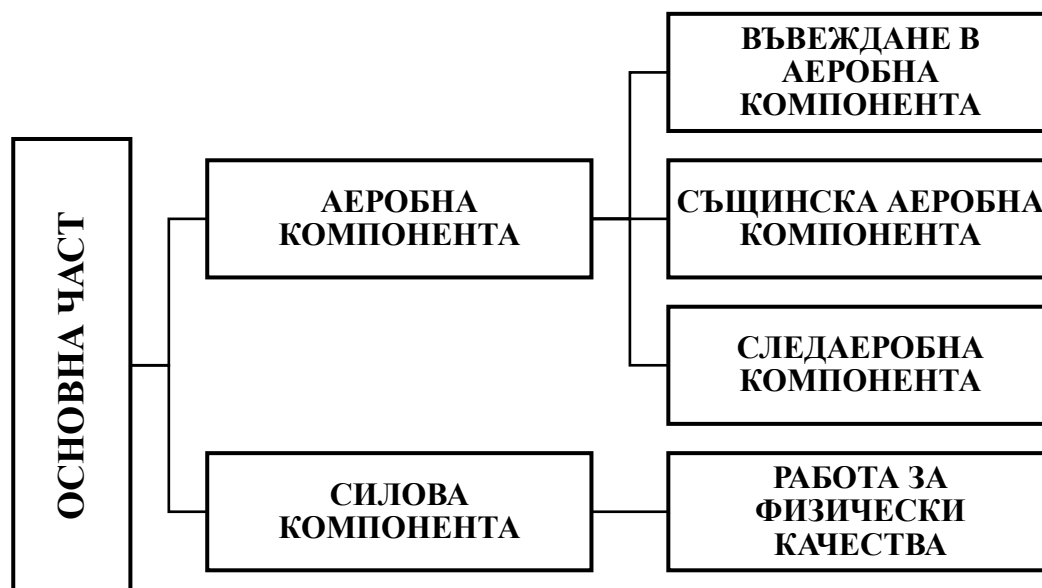 ОСНОВНА ЧАСТ
АЕРОБНА
КОМПОНЕНТА
ВЪВЕЖДАНЕ В
АЕРОБНА
КОМПОНЕНТА
СЪЩИНСКА АЕРОБНА
КОМПОНЕНТА
СЛЕДАЕРОБНА
КОМПОНЕНТА
СИЛОВА
КОМПОНЕНТА
РАБОТА ЗА
ФИЗИЧЕСКИ
КАЧЕСТВА